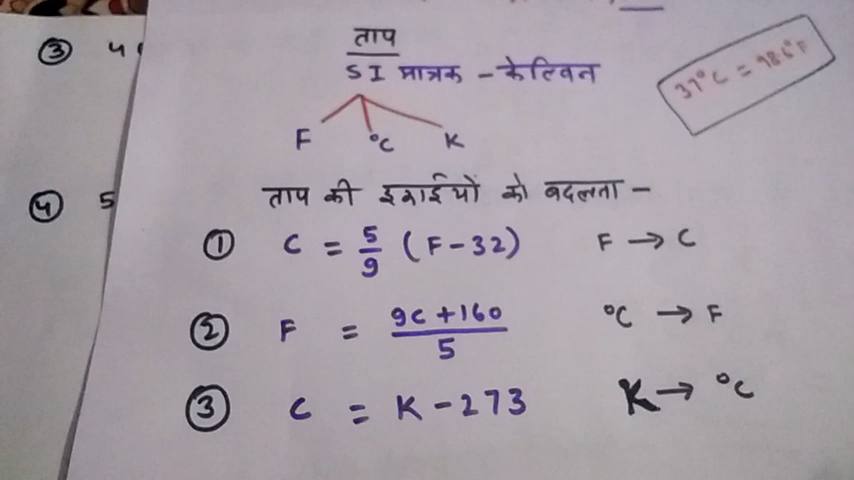 ताप
SI मात्रक - केल्विन
37°C = 98.6°F
F °C K
ताप की इकाईयों को बदलना -
① C = 5/9 (F - 32) F → C
② F = 9C + 160 / 5 °C → F
③ C = K - 273 K → °C
③ 4
④ 5